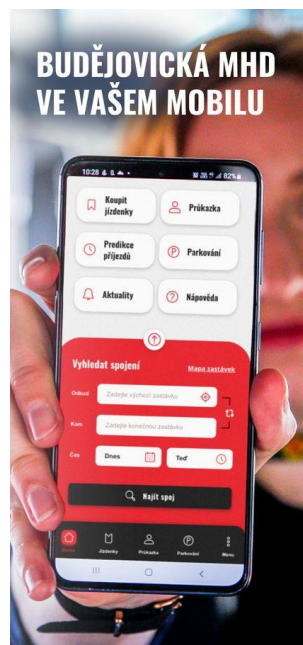 BUDĚJOVICKÁ MHD
VE VAŠEM MOBILU
10:28
82%
Koupit
jízdenky
Průkazka
Predikce
příjezdů
Parkování
Aktuality
Nápověda
Vyhledat spojení
Mapa zastávek
Odkud
Zadejte výchozí zastávku
Kam
Zadejte konečnou zastávku
Čas
Dnes
Teď
Najít spoj
Domů
Jízdenky
Průkazka
Parkování
Menu